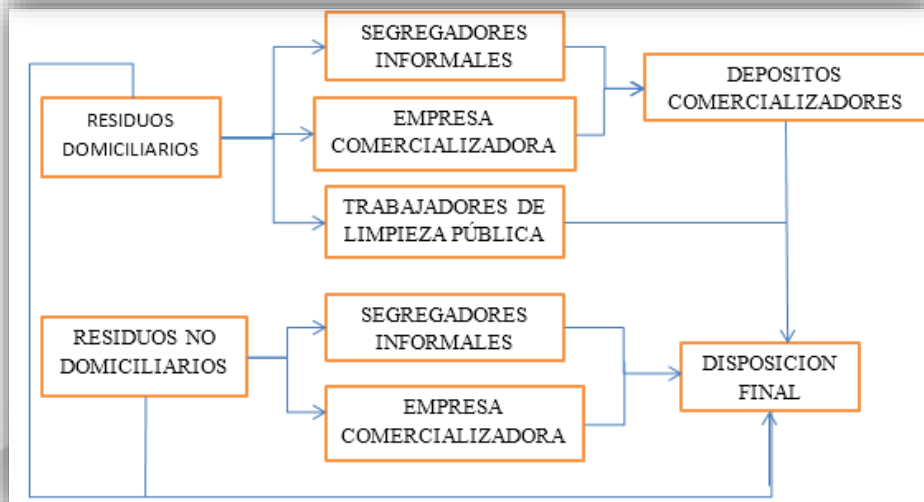 SEGREGADORES
INFORMALES
DEPOSITOS
COMERCIALIZADORES
RESIDUOS
DOMICILIARIOS
EMPRESA
COMERCIALIZADORA
TRABAJADORES DE
LIMPIEZA PÚBLICA
RESIDUOS NO
DOMICILIARIOS
SEGREGADORES
INFORMALES
DISPOSICION
FINAL
EMPRESA
COMERCIALIZADORA